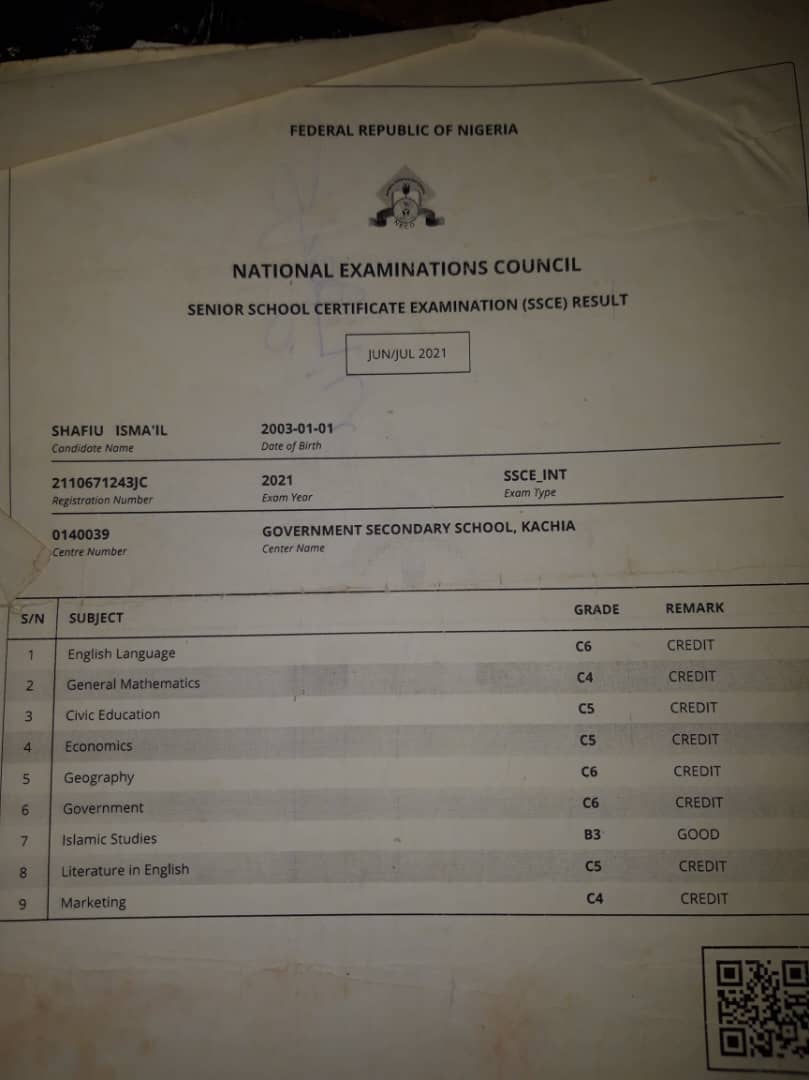 FEDERAL REPUBLIC OF NIGERIA
NECO
NATIONAL EXAMINATIONS COUNCIL
SENIOR SCHOOL CERTIFICATE EXAMINATION (SSCE) RESULT
JUN/JUL 2021
SHAFIU ISMA'IL 2003-01-01
Candidate Name Date of Birth
2110671243JC 2021 SSCE_INT
Registration Number Exam Year Exam Type
0140039 GOVERNMENT SECONDARY SCHOOL, KACHIA
Centre Number Center Name
S/N SUBJECT GRADE REMARK
1 English Language C6 CREDIT
2 General Mathematics C4 CREDIT
3 Civic Education C5 CREDIT
4 Economics C5 CREDIT
5 Geography C6 CREDIT
6 Government C6 CREDIT
7 Islamic Studies B3 GOOD
8 Literature in English C5 CREDIT
9 Marketing C4 CREDIT